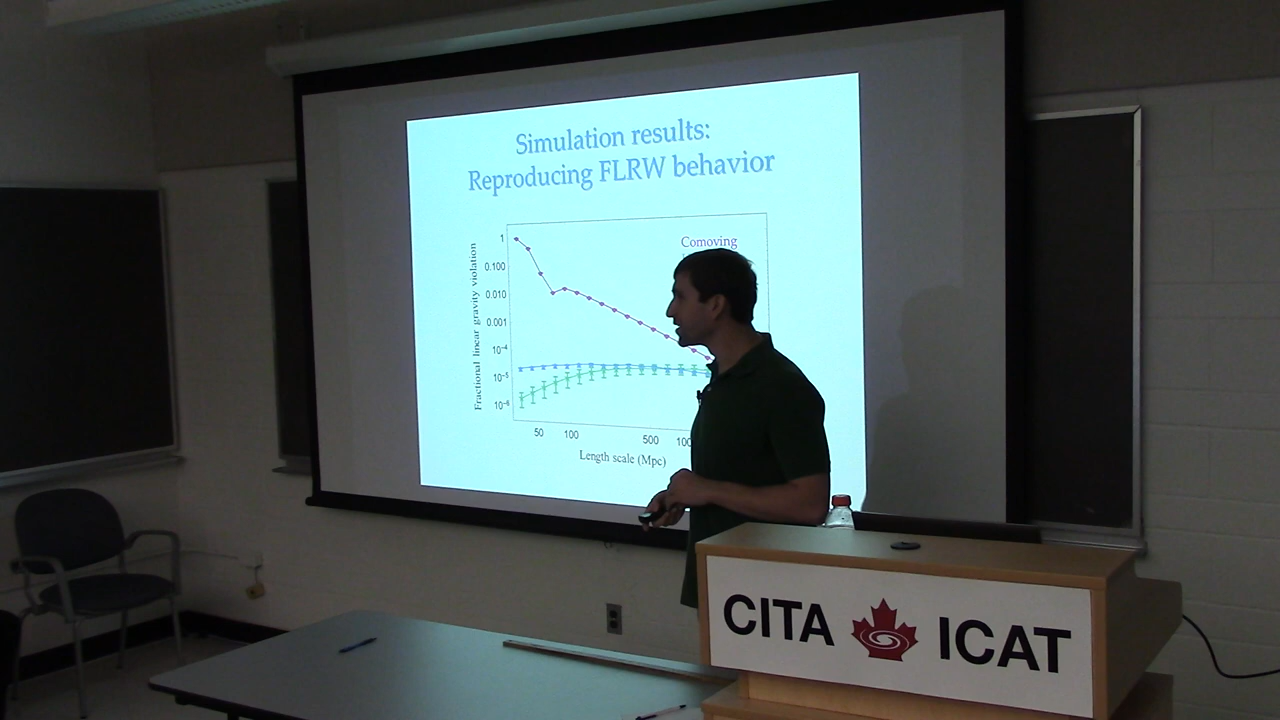 Simulation results:
Reproducing FLRW behavior
Comoving
Fractional linear gravity violation
1
0.100
0.010
0.001
10⁻⁴
10⁻⁵
10⁻⁶
50 100 500
Length scale (Mpc)
CITA ICAT